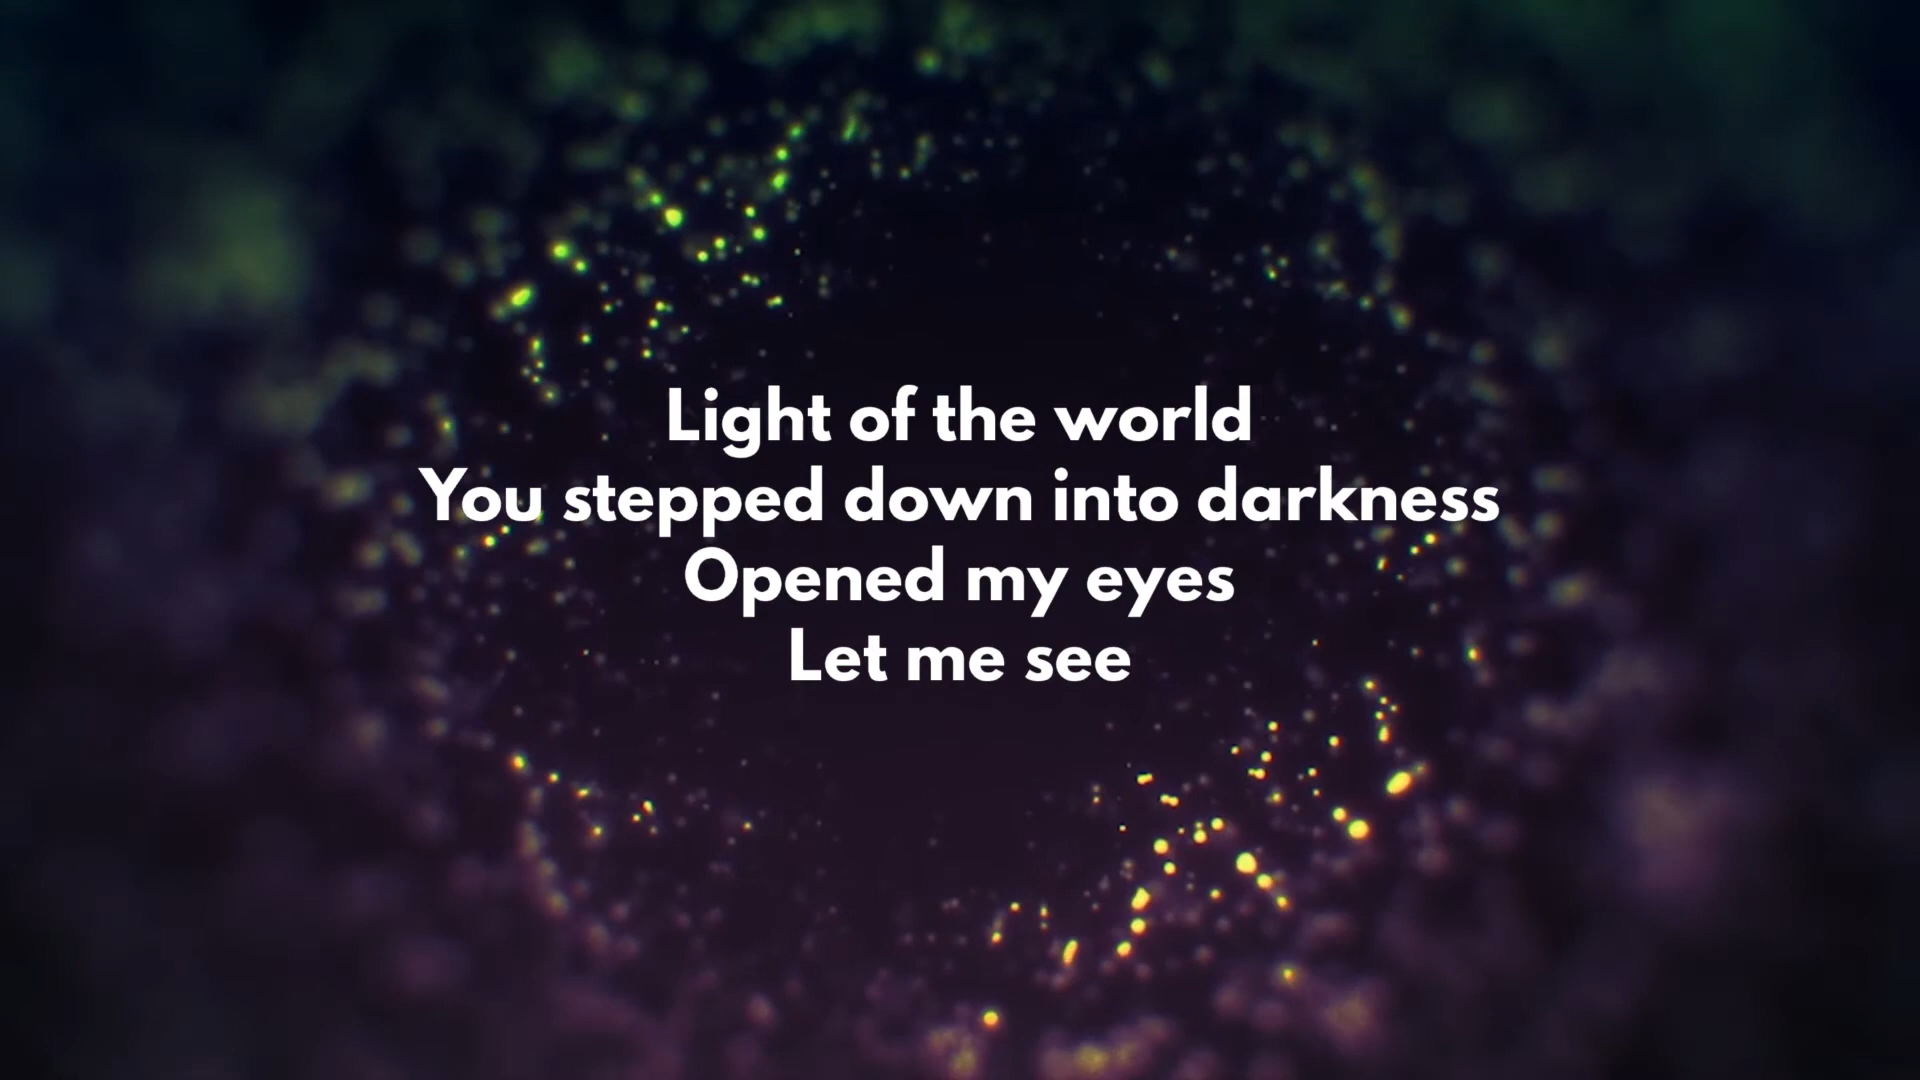 Light of the world
You stepped down into darkness
Opened my eyes
Let me see